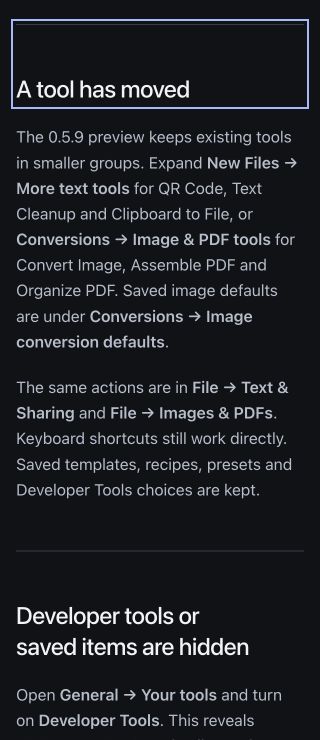 A tool has moved
The 0.5.9 preview keeps existing tools
in smaller groups. Expand New Files →
More text tools for QR Code, Text
Cleanup and Clipboard to File, or
Conversions → Image & PDF tools for
Convert Image, Assemble PDF and
Organize PDF. Saved image defaults
are under Conversions → Image
conversion defaults.
The same actions are in File → Text &
Sharing and File → Images & PDFs.
Keyboard shortcuts still work directly.
Saved templates, recipes, presets and
Developer Tools choices are kept.
Developer tools or
saved items are hidden
Open General → Your tools and turn
on Developer Tools. This reveals